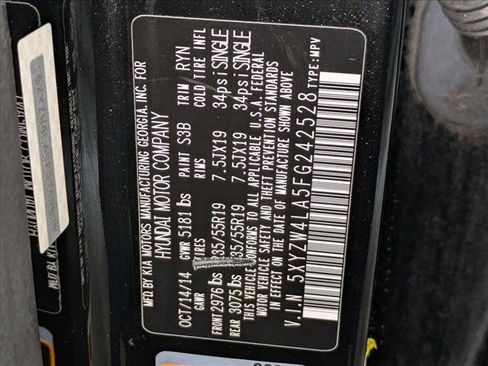 MFD. BY KIA MOTORS MANUFACTURING GEORGIA, INC. FOR
HYUNDAI MOTOR COMPANY
OCT/14/14 GVWR 5181 lbs PAINT S3B TRIM RYN
GAWR TIRES RIMS COLD TIRE INFL
FRONT 2976 lbs 235/55R19 7.5JX19 34psi SINGLE
REAR 3075 lbs 235/55R19 7.5JX19 34psi SINGLE
THIS VEHICLE CONFORMS TO ALL APPLICABLE U.S.A. FEDERAL
MOTOR VEHICLE SAFETY AND THEFT PREVENTION STANDARDS
IN EFFECT ON THE DATE OF MANUFACTURE SHOWN ABOVE.
V.I.N 5XYZW4LA5FG242528 TYPE:MPV